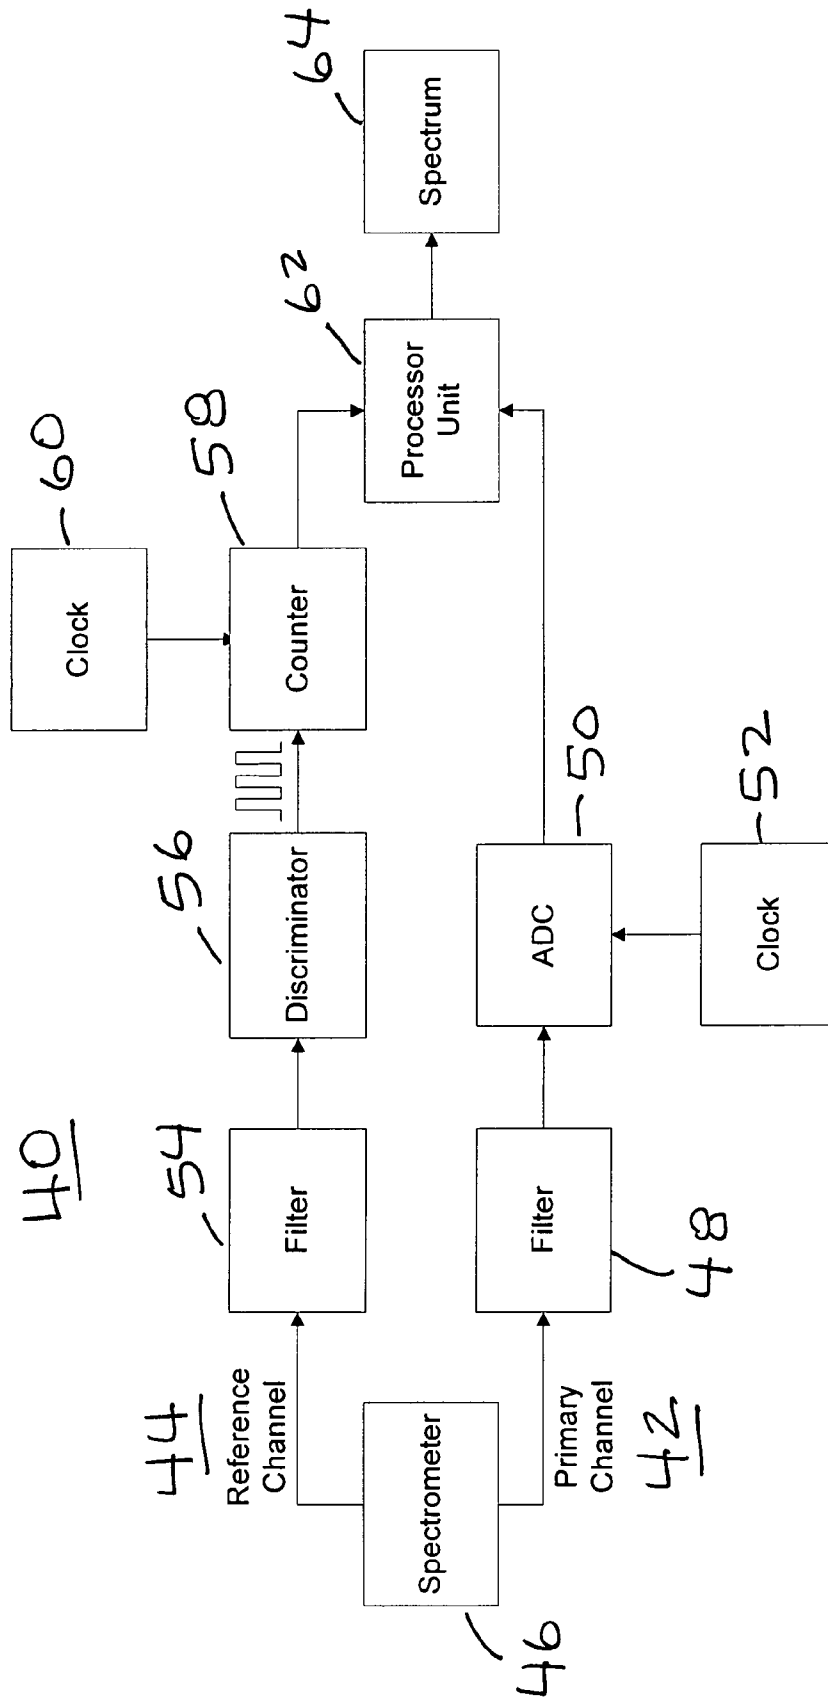 40
60
Clock
44
Reference
Channel
54
Filter
56
Discriminator
58
Counter
46
Spectrometer
62
Processor
Unit
64
Spectrum
Primary
Channel
42
48
Filter
50
ADC
52
Clock